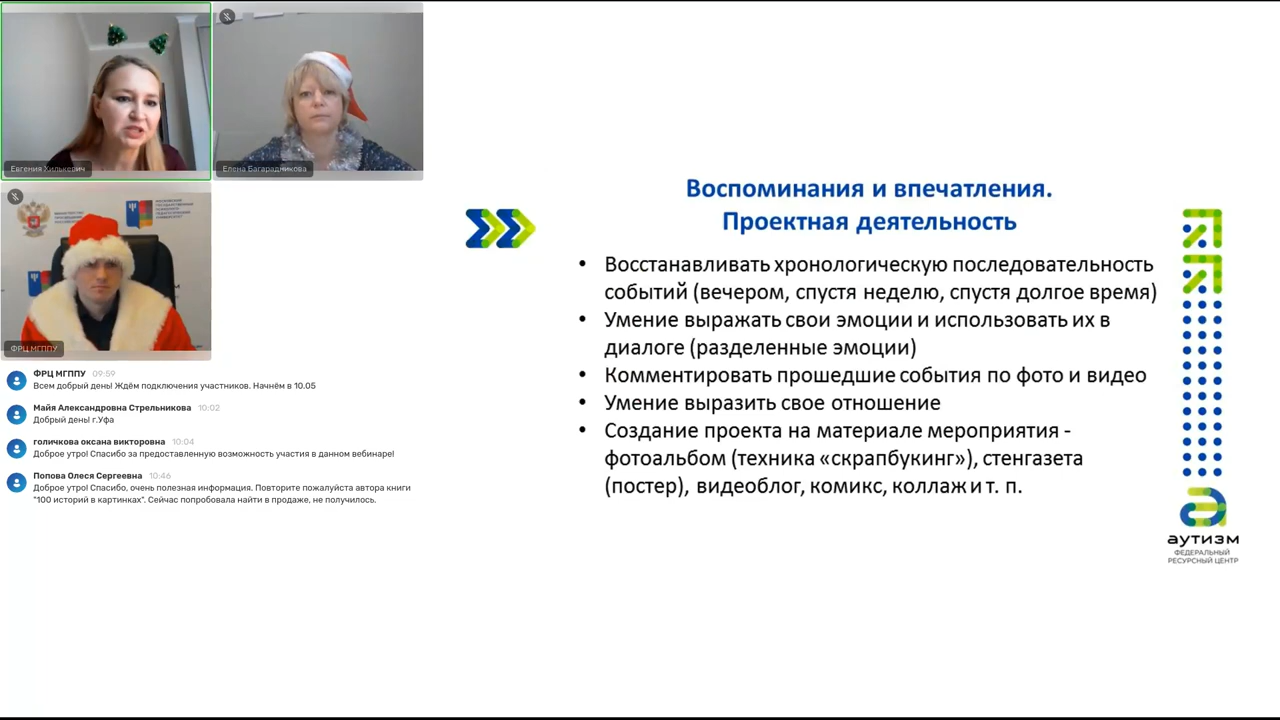 Евгения Хилькевич
Елена Багарадникова
ФРЦ МГППУ
ФРЦ МГППУ 09:59
Всем добрый день! Ждём подключения участников. Начнём в 10.05
Майя Александровна Стрельникова 10:02
Добрый день! г.Уфа
голичкова оксана викторовна 10:04
Доброе утро! Спасибо за предоставленную возможность участия в данном вебинаре!
Попова Олеся Сергеевна 10:46
Доброе утро! Спасибо, очень полезная информация. Повторите пожалуйста автора книги
"100 историй в картинках". Сейчас попробовала найти в продаже, не получилось.
Воспоминания и впечатления.
Проектная деятельность
• Восстанавливать хронологическую последовательность
событий (вечером, спустя неделю, спустя долгое время)
• Умение выражать свои эмоции и использовать их в
диалоге (разделенные эмоции)
• Комментировать прошедшие события по фото и видео
• Умение выразить свое отношение
• Создание проекта на материале мероприятия -
фотоальбом (техника «скрапбукинг»), стенгазета
(постер), видеоблог, комикс, коллаж и т. п.
аутизм
ФЕДЕРАЛЬНЫЙ
РЕСУРСНЫЙ ЦЕНТР